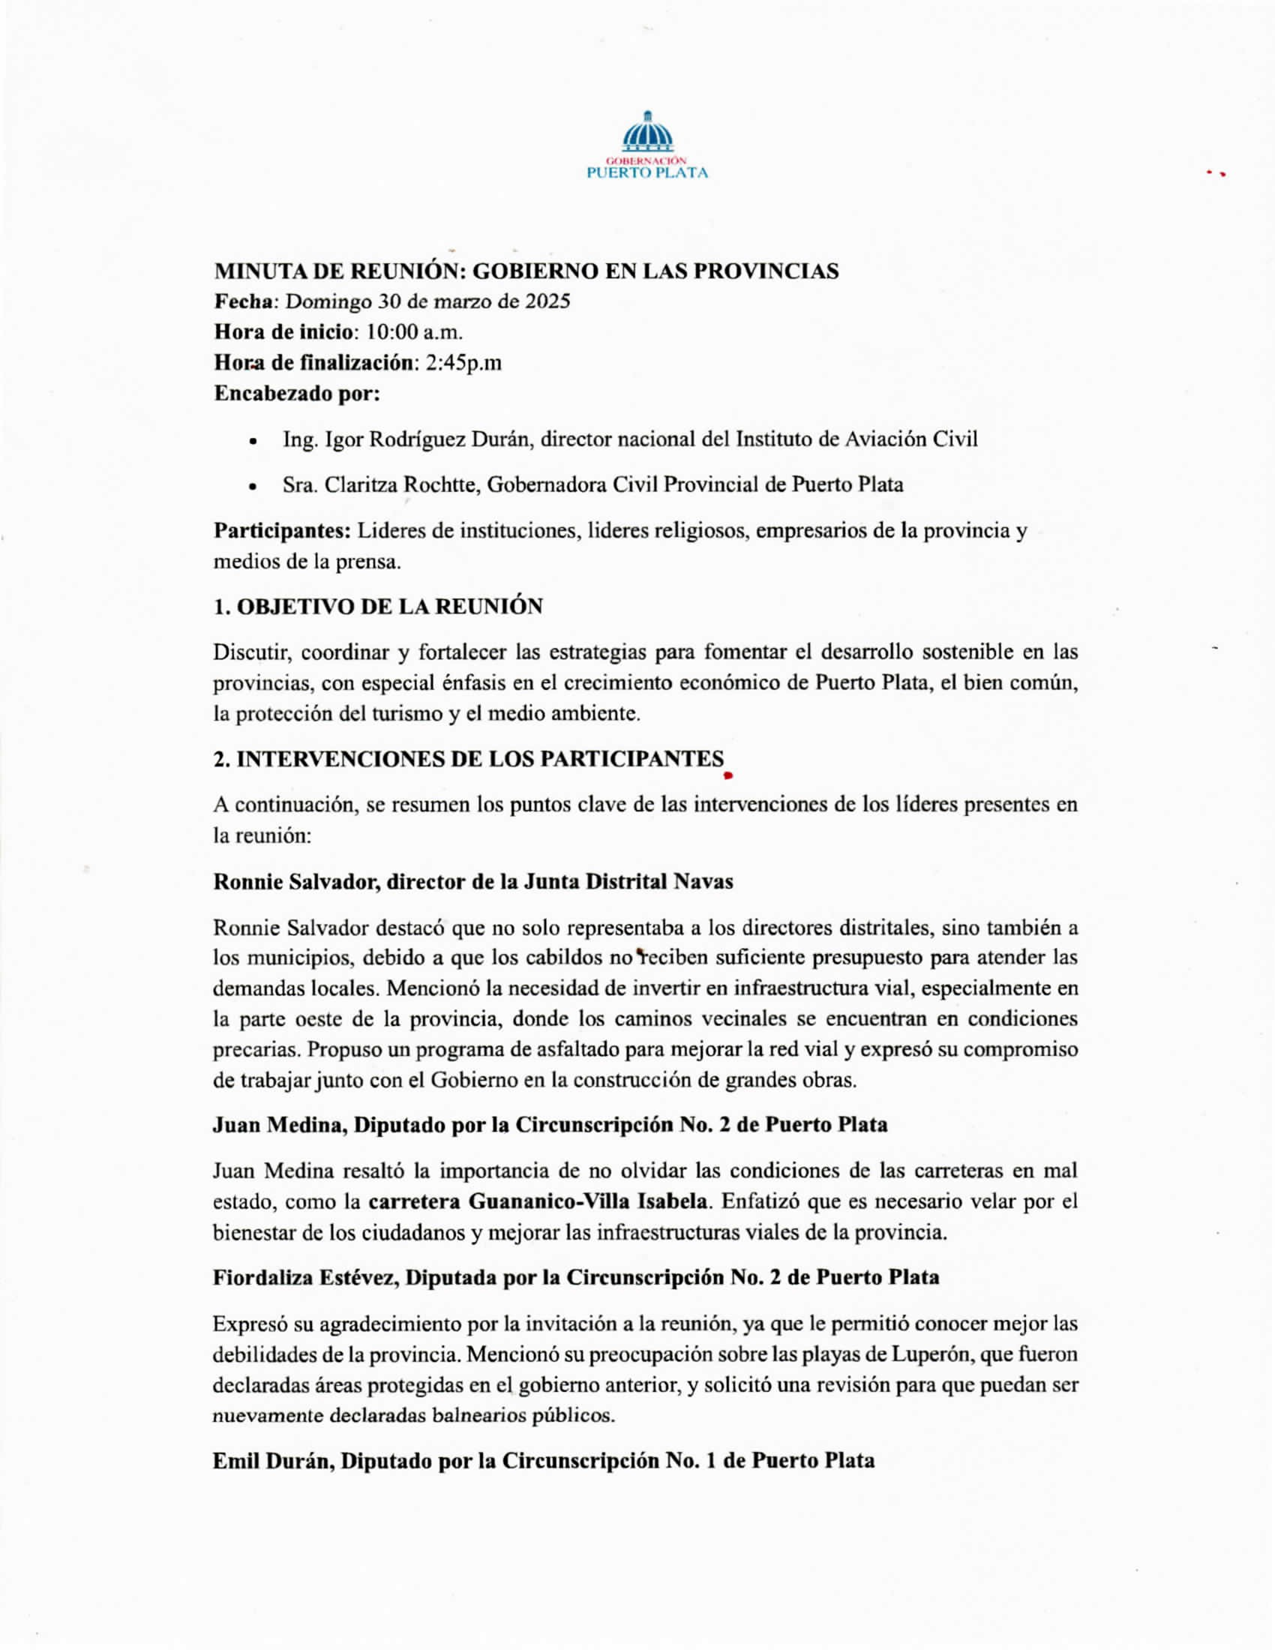 GOBERNACIÓN
PUERTO PLATA
MINUTA DE REUNIÓN: GOBIERNO EN LAS PROVINCIAS
Fecha: Domingo 30 de marzo de 2025
Hora de inicio: 10:00 a.m.
Hora de finalización: 2:45p.m
Encabezado por:
• Ing. Igor Rodríguez Durán, director nacional del Instituto de Aviación Civil
• Sra. Claritza Rochtte, Gobernadora Civil Provincial de Puerto Plata
Participantes: Lideres de instituciones, lideres religiosos, empresarios de la provincia y
medios de la prensa.
1. OBJETIVO DE LA REUNIÓN
Discutir, coordinar y fortalecer las estrategias para fomentar el desarrollo sostenible en las
provincias, con especial énfasis en el crecimiento económico de Puerto Plata, el bien común,
la protección del turismo y el medio ambiente.
2. INTERVENCIONES DE LOS PARTICIPANTES
A continuación, se resumen los puntos clave de las intervenciones de los líderes presentes en
la reunión:
Ronnie Salvador, director de la Junta Distrital Navas
Ronnie Salvador destacó que no solo representaba a los directores distritales, sino también a
los municipios, debido a que los cabildos no reciben suficiente presupuesto para atender las
demandas locales. Mencionó la necesidad de invertir en infraestructura vial, especialmente en
la parte oeste de la provincia, donde los caminos vecinales se encuentran en condiciones
precarias. Propuso un programa de asfaltado para mejorar la red vial y expresó su compromiso
de trabajar junto con el Gobierno en la construcción de grandes obras.
Juan Medina, Diputado por la Circunscripción No. 2 de Puerto Plata
Juan Medina resaltó la importancia de no olvidar las condiciones de las carreteras en mal
estado, como la carretera Guananico-Villa Isabela. Enfatizó que es necesario velar por el
bienestar de los ciudadanos y mejorar las infraestructuras viales de la provincia.
Fiordaliza Estévez, Diputada por la Circunscripción No. 2 de Puerto Plata
Expresó su agradecimiento por la invitación a la reunión, ya que le permitió conocer mejor las
debilidades de la provincia. Mencionó su preocupación sobre las playas de Luperón, que fueron
declaradas áreas protegidas en el gobierno anterior, y solicitó una revisión para que puedan ser
nuevamente declaradas balnearios públicos.
Emil Durán, Diputado por la Circunscripción No. 1 de Puerto Plata